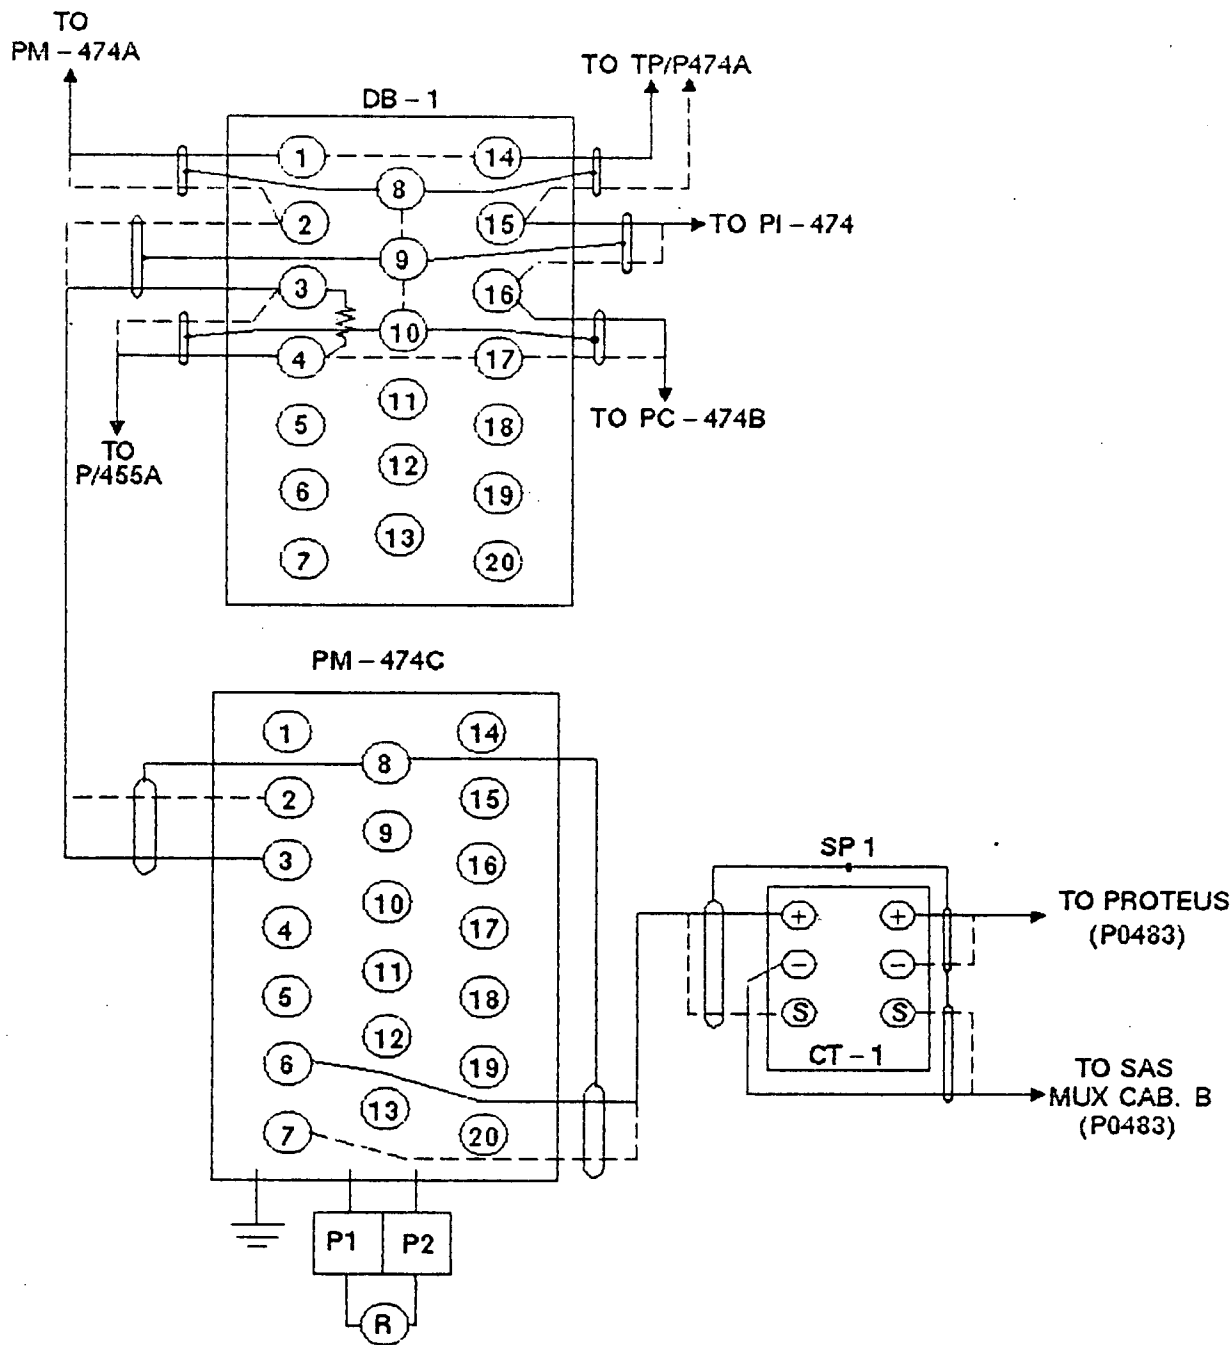 TO
PM – 474A
TO TP/P474A
DB – 1
1
14
8
2
15
TO PI – 474
9
3
16
10
4
17
11
TO PC – 474B
5
18
TO
P/455A
12
6
19
13
7
20
PM – 474C
1
14
8
2
15
9
3
16
SP 1
10
+
+
TO PROTEUS
(P0483)
4
17
–
–
11
5
18
S
S
12
CT – 1
6
19
TO SAS
MUX CAB. B
(P0483)
13
7
20
P1
P2
R